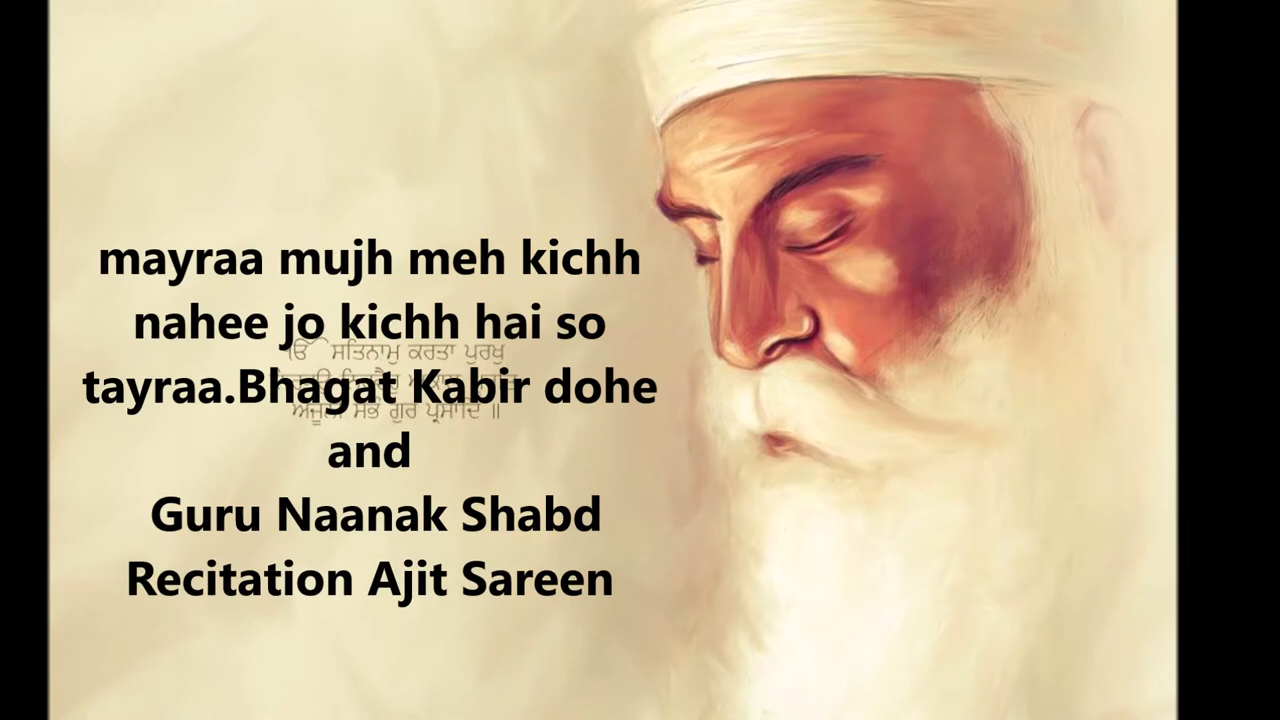 mayraa mujh meh kichh
nahee jo kichh hai so
ੴ ਸਤਿਨਾਮੁ ਕਰਤਾ ਪੁਰਖੁ
tayraa.Bhagat Kabir dohe
ਗੁਰ ਪ੍ਰਸਾਦਿ ॥
and
Guru Naanak Shabd
Recitation Ajit Sareen